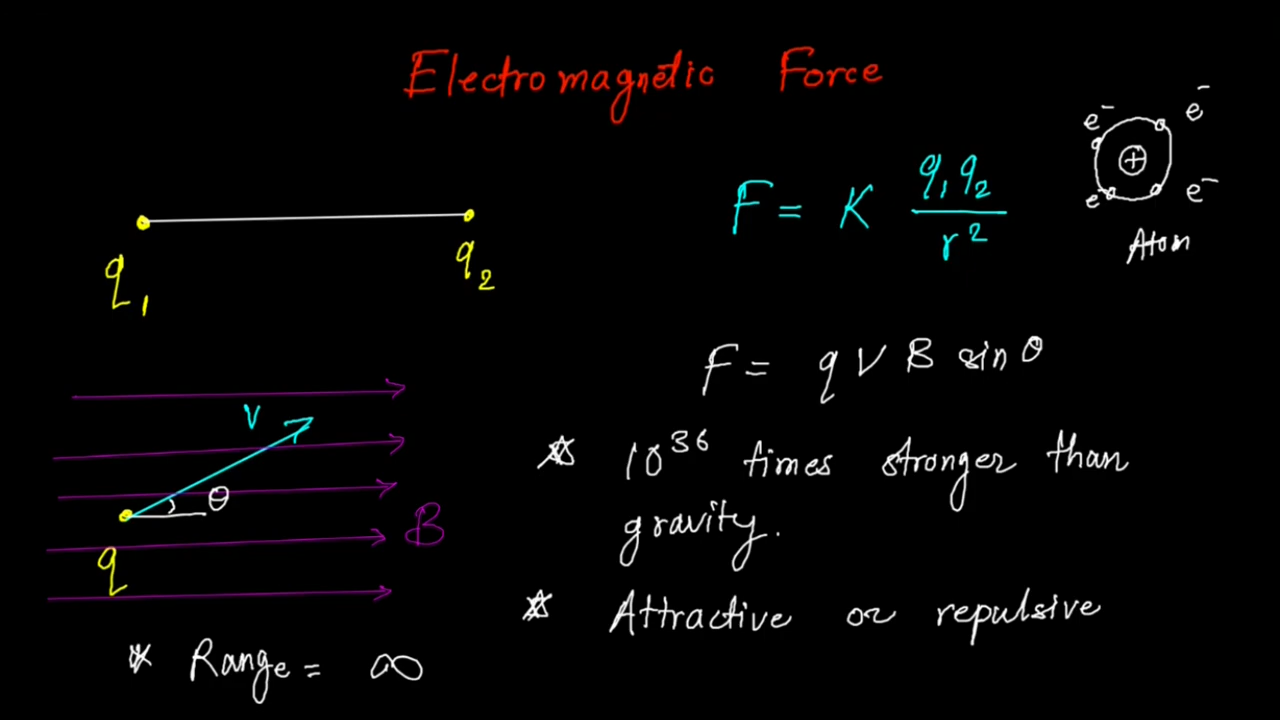 Electromagnetic Force
e⁻ e⁻
F = K q₁q₂/r²
e⁻ e⁻
Atom
q₁ q₂
F = qVB sin θ
V
θ
B
q
☆ 10³⁶ times stronger than
gravity.
☆ Attractive or repulsive
* Range = ∞